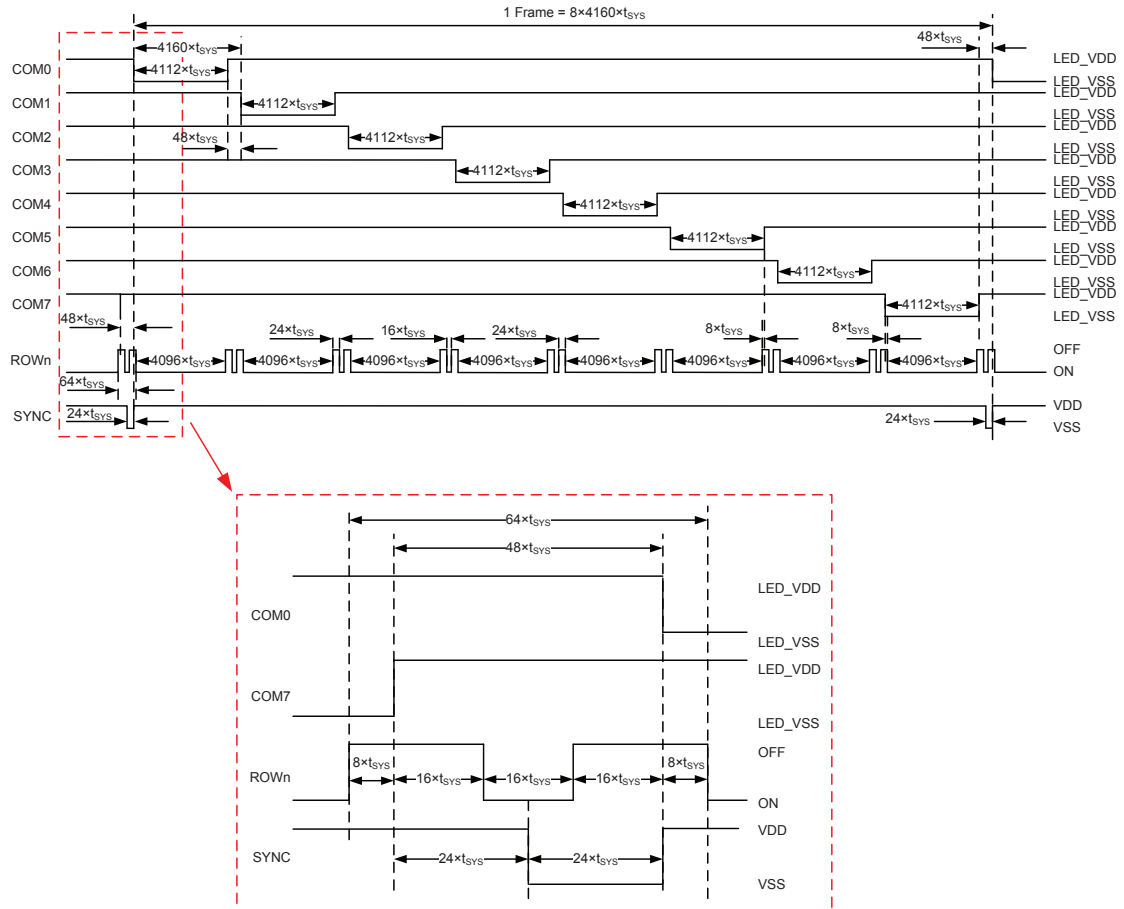 1 Frame = 8×4160×tSYS
4160×tSYS
48×tSYS
COM0
4112×tSYS
LED_VDD
LED_VSS
COM1
4112×tSYS
LED_VDD
LED_VSS
COM2
48×tSYS
4112×tSYS
LED_VDD
LED_VSS
COM3
4112×tSYS
LED_VDD
LED_VSS
COM4
4112×tSYS
LED_VDD
LED_VSS
COM5
4112×tSYS
LED_VDD
LED_VSS
COM6
4112×tSYS
LED_VDD
LED_VSS
COM7
4112×tSYS
LED_VDD
LED_VSS
48×tSYS
24×tSYS
16×tSYS
24×tSYS
8×tSYS
8×tSYS
ROWn
4096×tSYS
4096×tSYS
4096×tSYS
4096×tSYS
4096×tSYS
4096×tSYS
4096×tSYS
4096×tSYS
OFF
ON
64×tSYS
SYNC
24×tSYS
24×tSYS
VDD
VSS
64×tSYS
48×tSYS
COM0
LED_VDD
LED_VSS
COM7
LED_VDD
LED_VSS
ROWn
8×tSYS
16×tSYS
16×tSYS
16×tSYS
8×tSYS
OFF
ON
SYNC
24×tSYS
24×tSYS
VDD
VSS